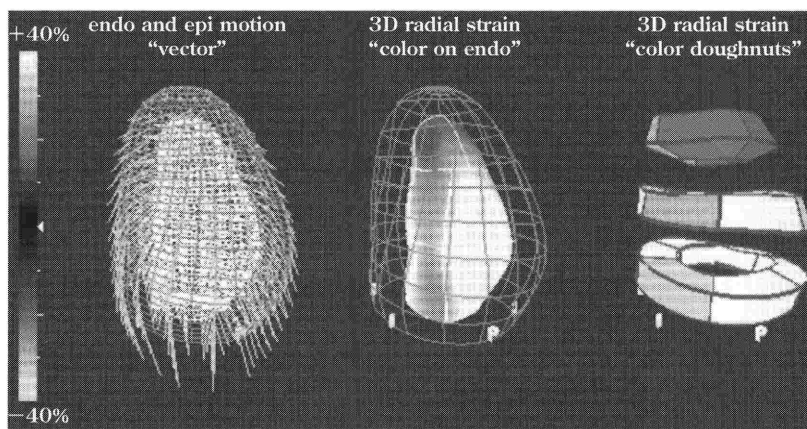 +40%
endo and epi motion
“vector”
3D radial strain
“color on endo”
3D radial strain
“color doughnuts”
I
P
I
P
−40%